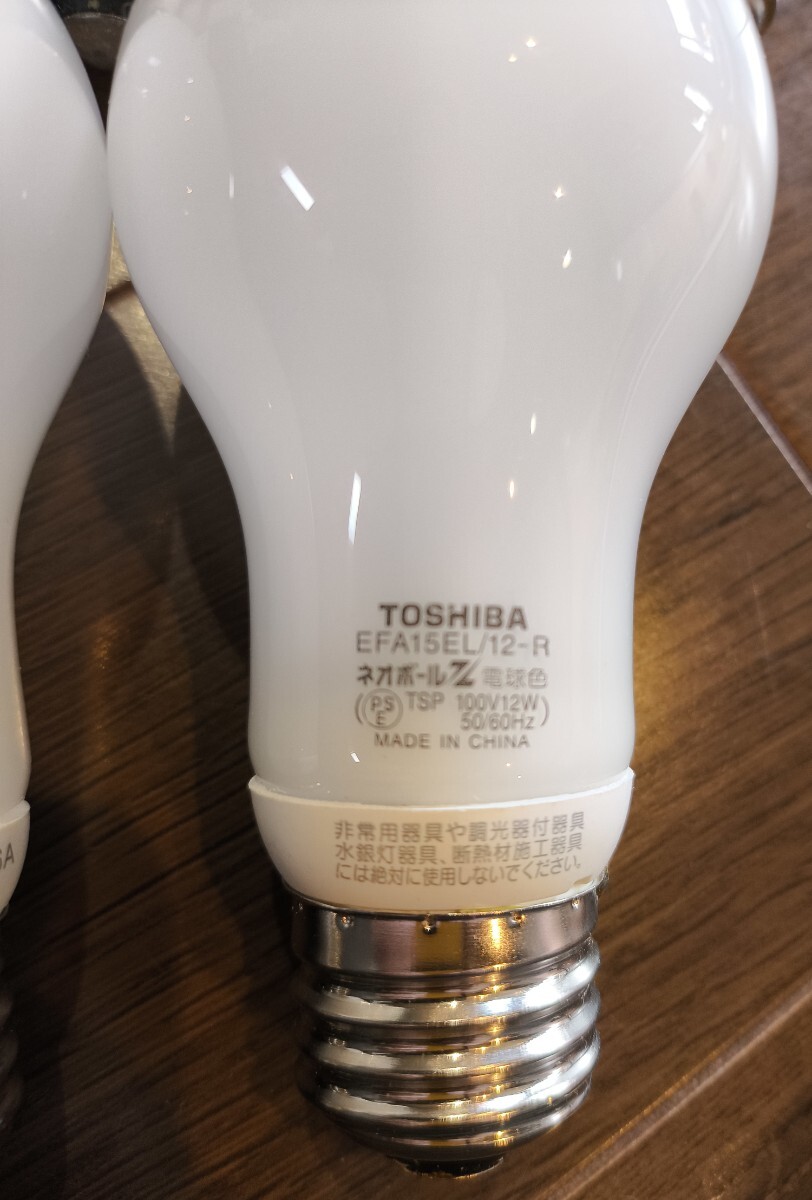 TOSHIBA
EFA15EL/12-R
ネオボールZ 電球色
(PSE TSP 100V12W
50/60Hz)
MADE IN CHINA
非常用器具や調光器付器具
水銀灯器具、断熱材施工器具
には絶対に使用しないでください。